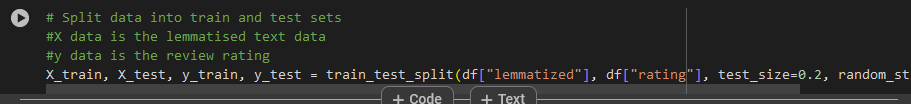 # Split data into train and test sets
#X data is the lemmatised text data
#y data is the review rating
X_train, X_test, y_train, y_test = train_test_split(df["lemmatized"], df["rating"], test_size=0.2, random_st
+ Code
+ Text